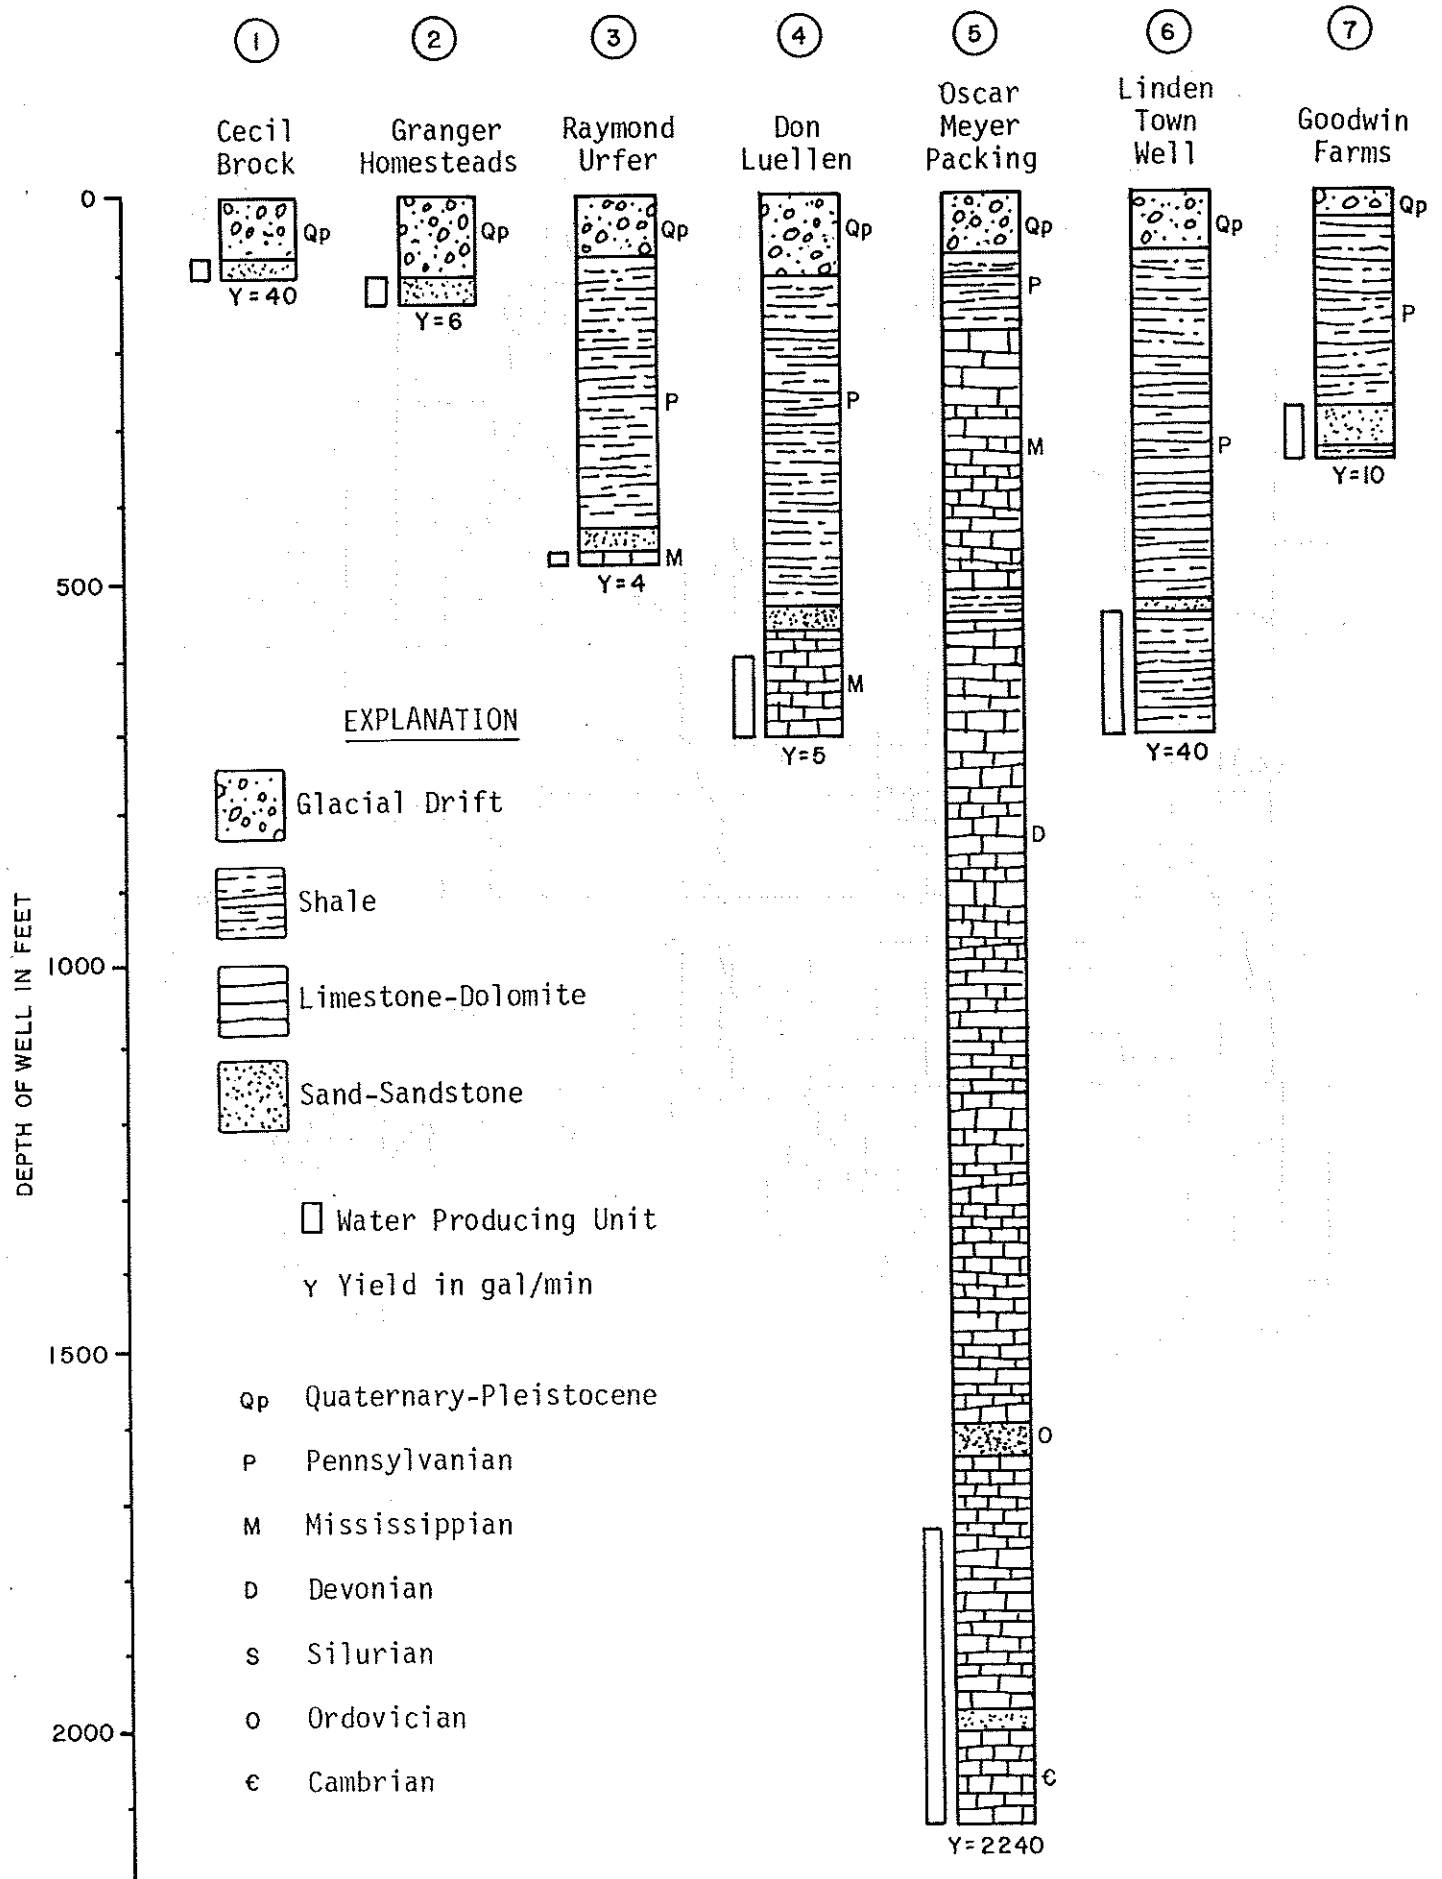 1
2
3
4
5
6
7
Cecil
Brock
Granger
Homesteads
Raymond
Urfer
Don
Luellen
Oscar
Meyer
Packing
Linden
Town
Well
Goodwin
Farms
0
500
1000
1500
2000
DEPTH OF WELL IN FEET
Qp
Y=40
Qp
Y=6
Qp
P
M
Y=4
Qp
P
M
Y=5
Qp
P
M
D
O
Є
Y=2240
Qp
P
Y=40
Qp
P
Y=10
EXPLANATION
Glacial Drift
Shale
Limestone-Dolomite
Sand-Sandstone
Water Producing Unit
Y Yield in gal/min
Qp Quaternary-Pleistocene
P Pennsylvanian
M Mississippian
D Devonian
S Silurian
O Ordovician
Є Cambrian